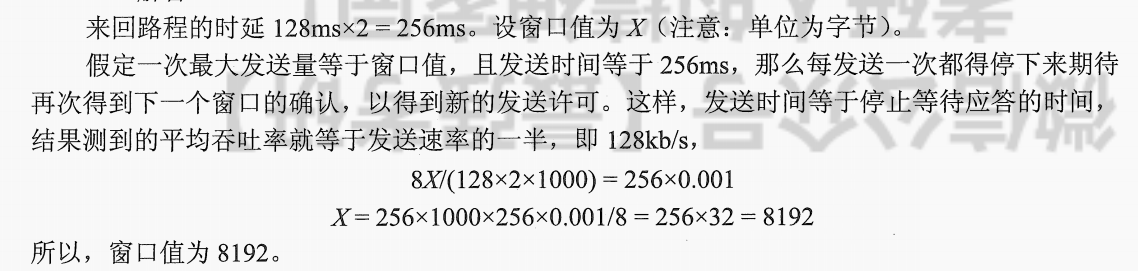 来回路程的时延 128ms×2 = 256ms。设窗口值为 X（注意：单位为字节）。
假定一次最大发送量等于窗口值，且发送时间等于 256ms，那么每发送一次都得停下来期待
再次得到下一个窗口的确认，以得到新的发送许可。这样，发送时间等于停止等待应答的时间，
结果测到的平均吞吐率就等于发送速率的一半，即 128kb/s，
8X/(128×2×1000) = 256×0.001
X = 256×1000×256×0.001/8 = 256×32 = 8192
所以，窗口值为 8192。